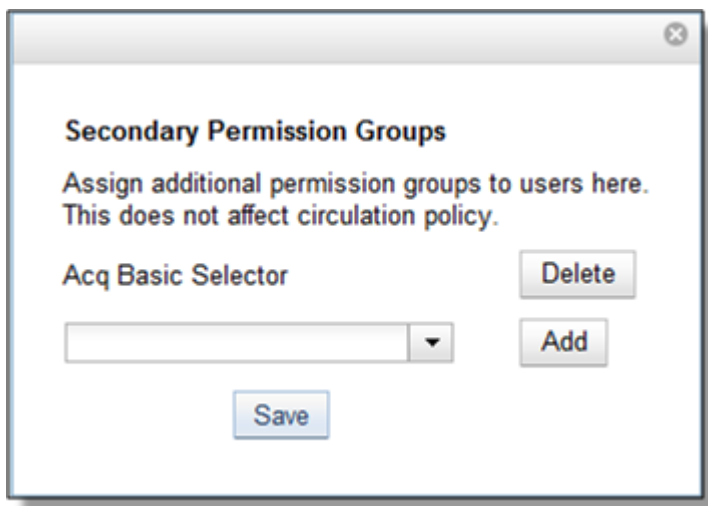 Secondary Permission Groups
Assign additional permission groups to users here.
This does not affect circulation policy.
Acq Basic Selector Delete
Add
Save